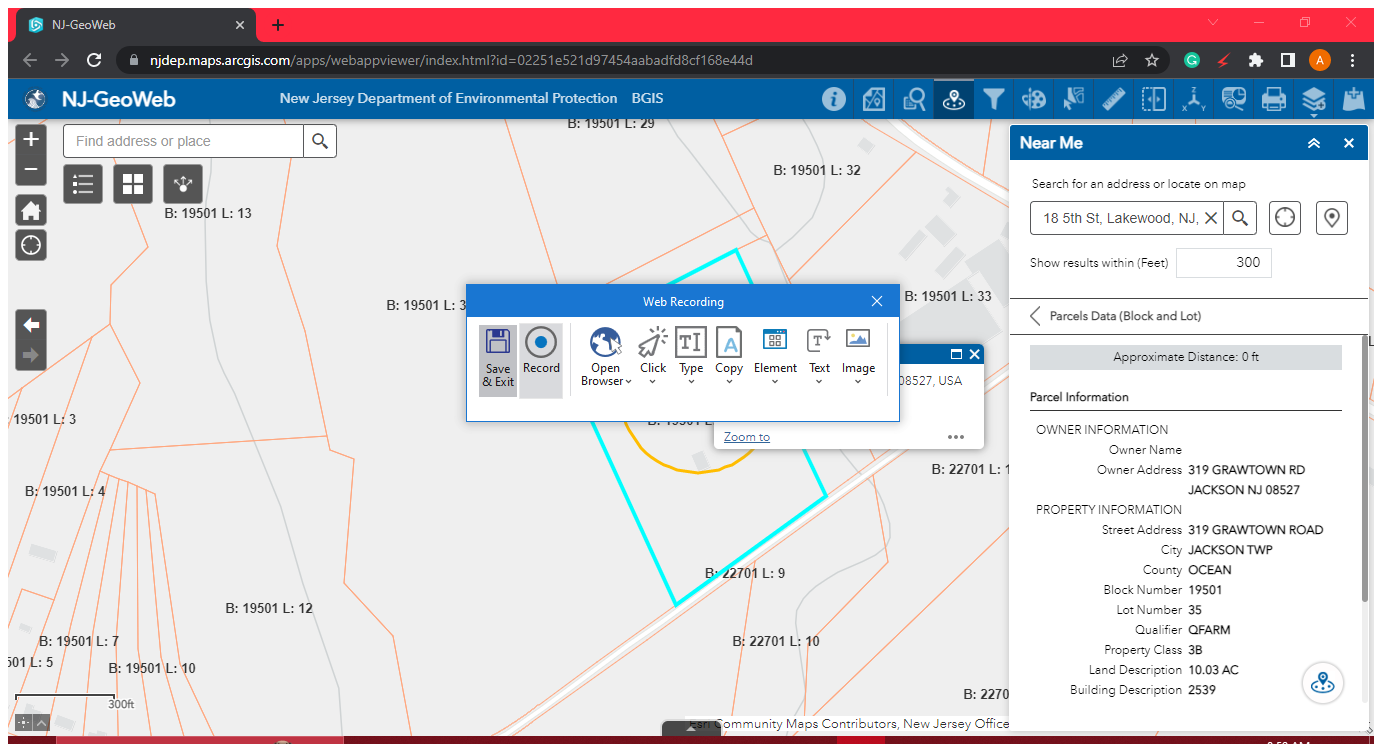 NJ-GeoWeb
njdep.maps.arcgis.com/apps/webappviewer/index.html?id=02251e521d97454aabadfd8cf168e44d
A
NJ-GeoWeb
New Jersey Department of Environmental Protection BGIS
Find address or place
B: 19501 L: 29
B: 19501 L: 32
B: 19501 L: 13
B: 19501 L: 3
B: 19501 L: 33
19501 L: 3
B: 19501 L: 4
B: 19501 L: 12
B: 19501 L: 7
501 L: 5
B: 19501 L: 10
B: 22701 L: 1
B: 22701 L: 9
B: 22701 L: 10
B: 2270
300ft
Esri Community Maps Contributors, New Jersey Office
Web Recording
Save & Exit
Record
Open Browser
Click
Type
Copy
Element
Text
Image
08527, USA
Zoom to
Near Me
Search for an address or locate on map
18 5th St, Lakewood, NJ,
Show results within (Feet) 300
Parcels Data (Block and Lot)
Approximate Distance: 0 ft
Parcel Information
OWNER INFORMATION
Owner Name
Owner Address 319 GRAWTOWN RD
JACKSON NJ 08527
PROPERTY INFORMATION
Street Address 319 GRAWTOWN ROAD
City JACKSON TWP
County OCEAN
Block Number 19501
Lot Number 35
Qualifier QFARM
Property Class 3B
Land Description 10.03 AC
Building Description 2539